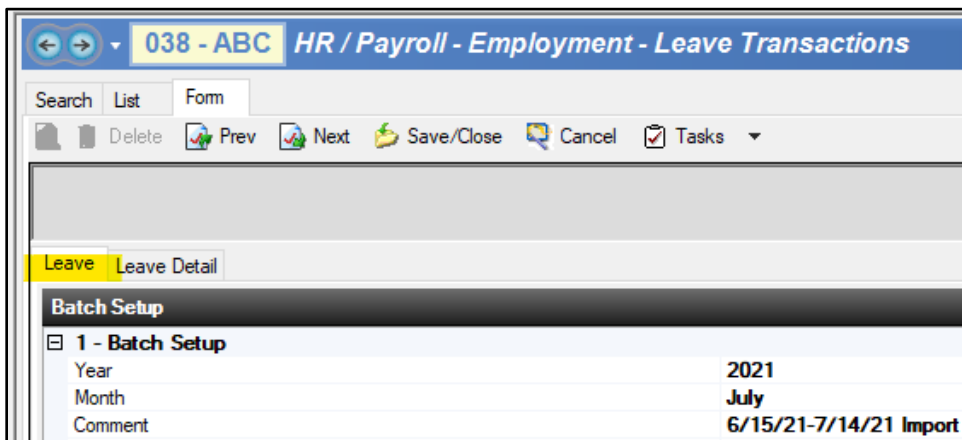 038 - ABC HR / Payroll - Employment - Leave Transactions
Search List Form
Delete Prev Next Save/Close Cancel Tasks
Leave Leave Detail
Batch Setup
1 - Batch Setup
Year 2021
Month July
Comment 6/15/21-7/14/21 Import